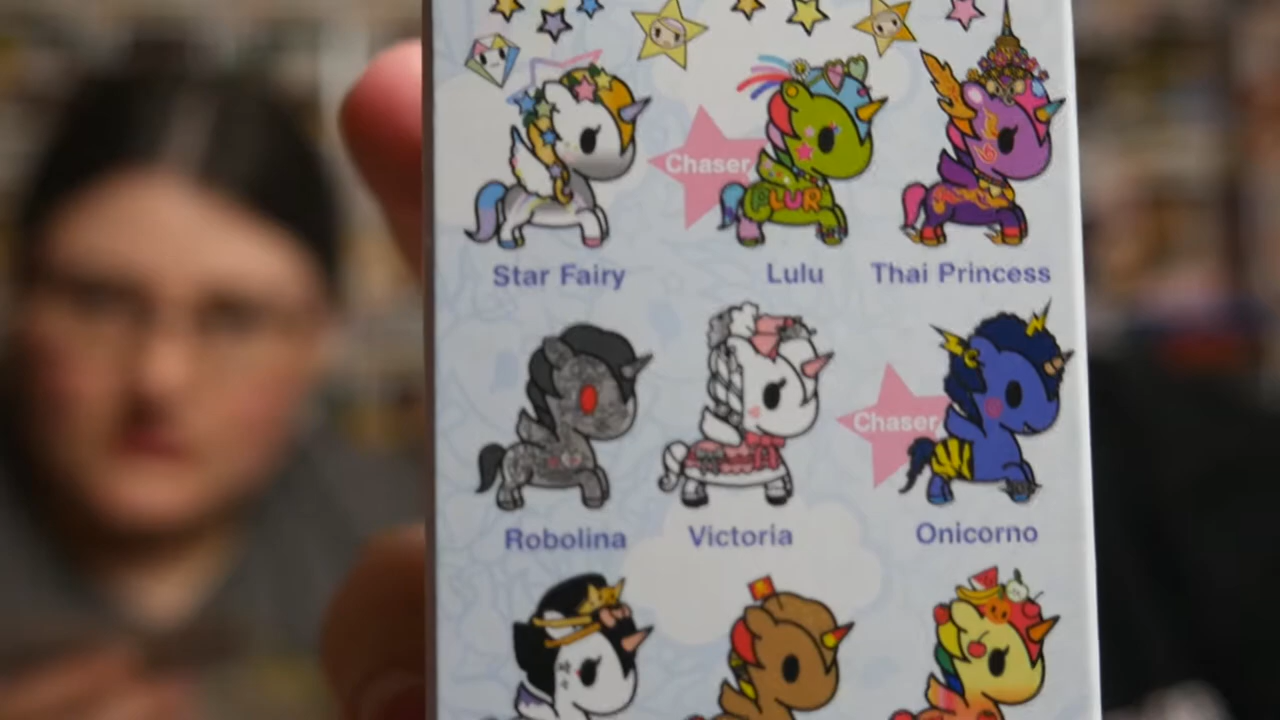 Chaser
PLUR
Star Fairy
Lulu
Thai Princess
Chaser
Robolina
Victoria
Onicorno